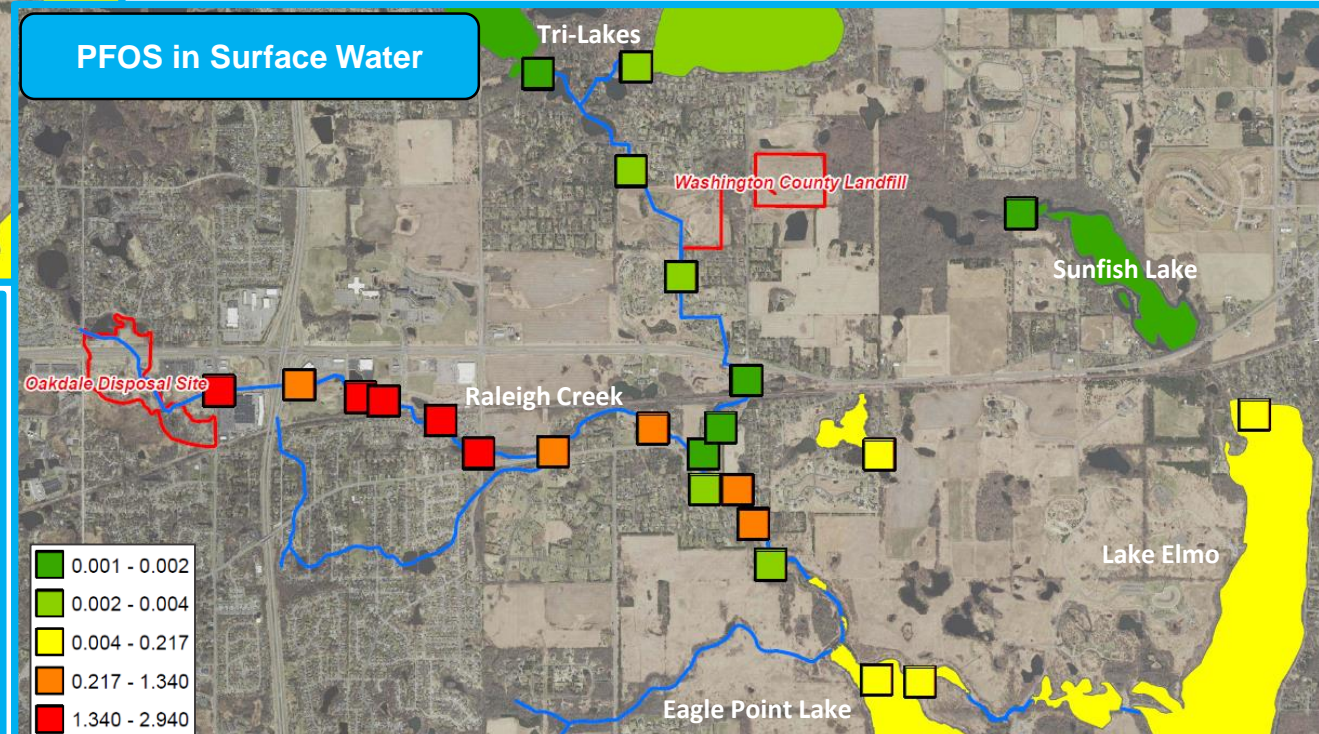 PFOS in Surface Water
Tri-Lakes
Washington County Landfill
Sunfish Lake
Oakdale Disposal Site
Raleigh Creek
Lake Elmo
Eagle Point Lake
0.001 - 0.002
0.002 - 0.004
0.004 - 0.217
0.217 - 1.340
1.340 - 2.940